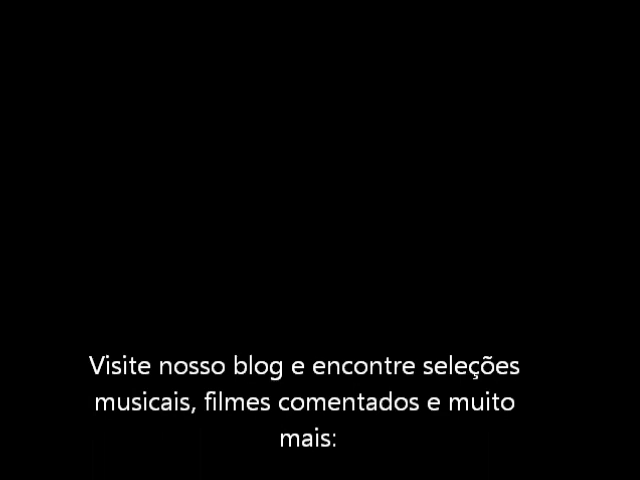 Visite nosso blog e encontre seleções
musicais, filmes comentados e muito
mais: